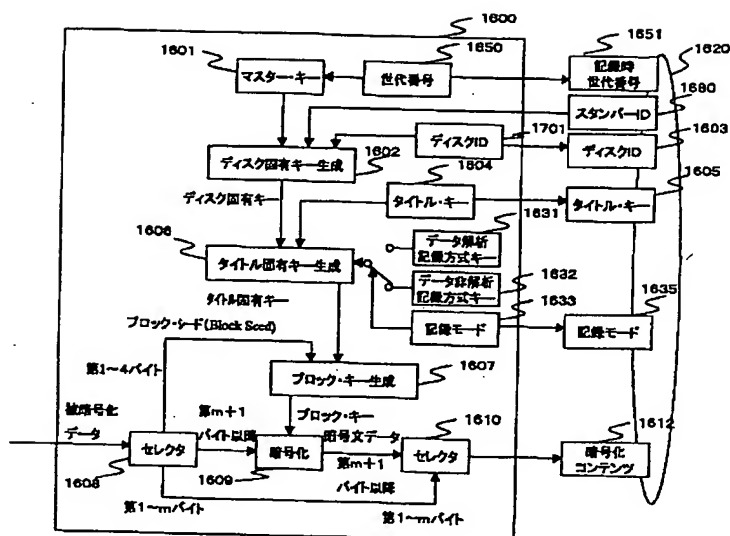 1600
1601
1650
1651
1620
マスター・キー
世代番号
記録時
世代番号
スタンパーID
1680
1701
ディスクID
ディスクID
1603
ディスク固有キー生成
1602
1604
1605
ディスク固有キー
タイトル・キー
タイトル・キー
1631
1606
データ解析
記録方式キー
タイトル固有キー生成
1632
データ非解析
記録方式キー
1633
1635
タイトル固有キー
記録モード
記録モード
ブロック・シード(Block Seed)
第1~4バイト
ブロック・キー生成
1607
被暗号化
データ
第m+1
バイト以降
ブロック・キー
暗号文データ
1610
1612
セレクタ
暗号化
第m+1
バイト以降
セレクタ
暗号化
コンテンツ
1608
1609
第1~mバイト
第1~mバイト